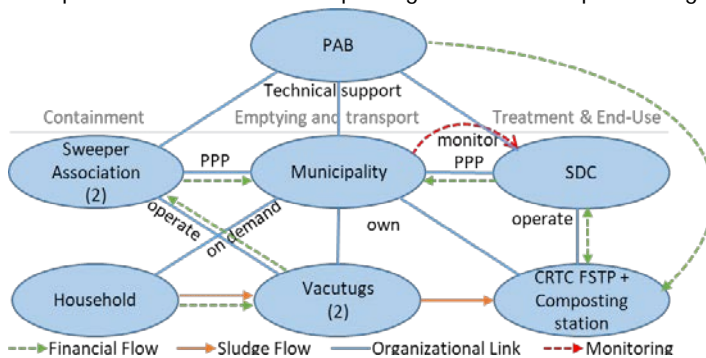 PAB
Technical support
Containment
Emptying and transport
Treatment & End-Use
monitor
Sweeper
Association
(2)
PPP
Municipality
PPP
SDC
operate
on demand
own
operate
Household
Vacutugs
(2)
CRTC FSTP +
Composting
station
Financial Flow
Sludge Flow
Organizational Link
Monitoring